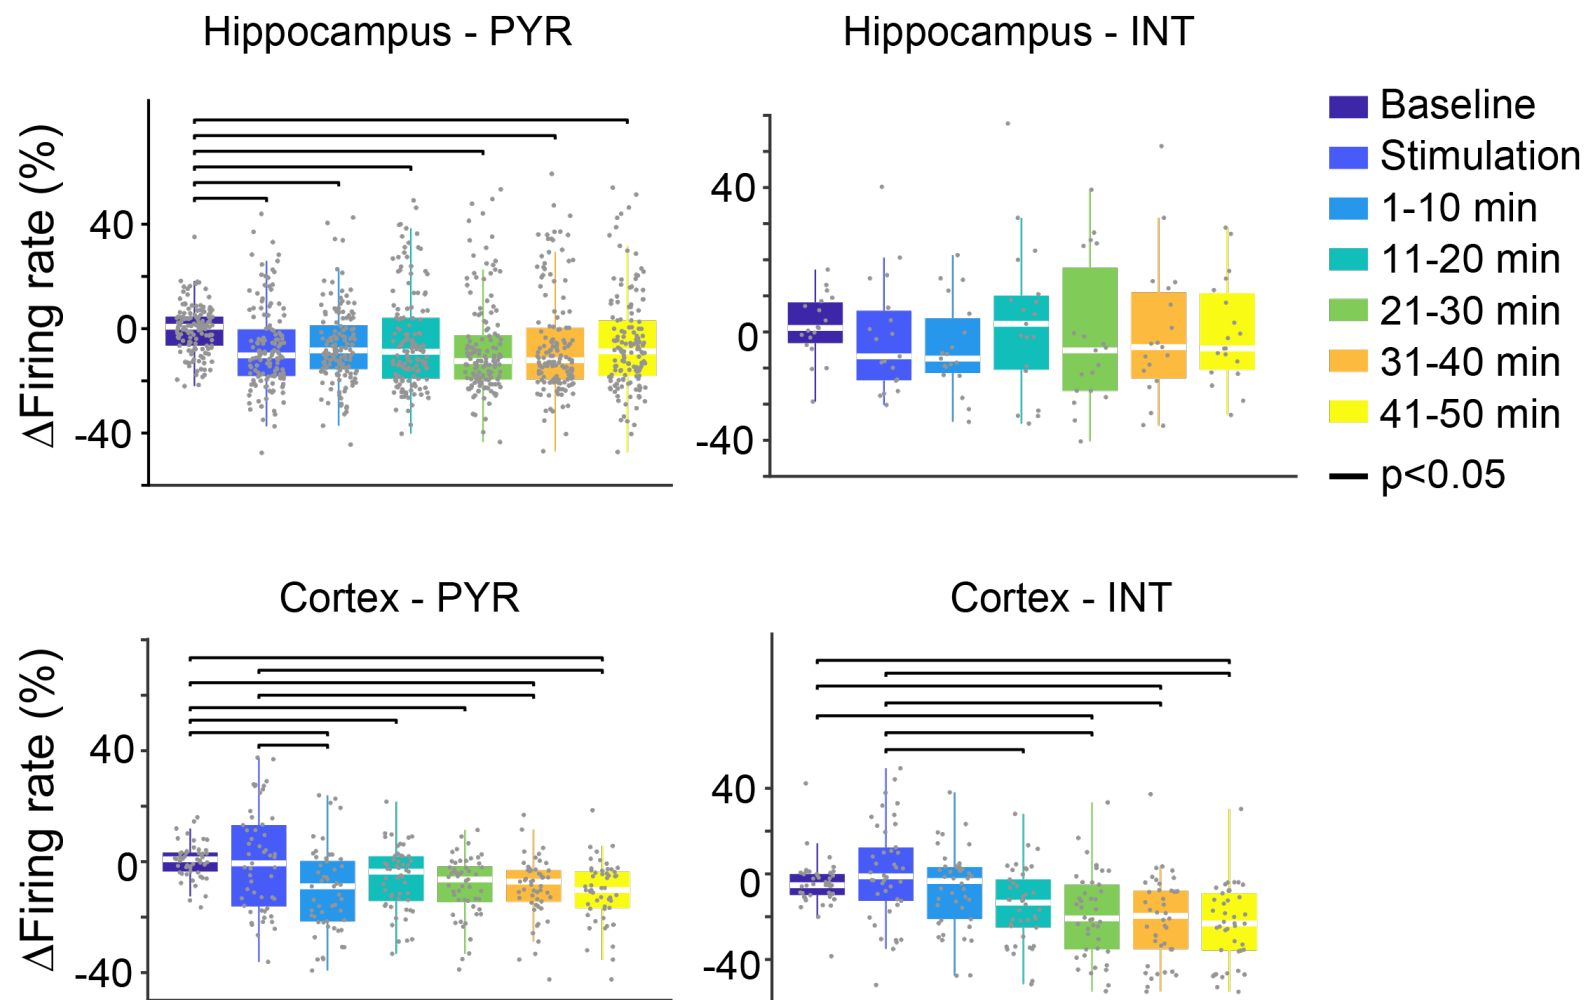 Hippocampus - PYR
Hippocampus - INT
ΔFiring rate (%)
40
0
-40
40
0
-40
Baseline
Stimulation
1-10 min
11-20 min
21-30 min
31-40 min
41-50 min
p<0.05
Cortex - PYR
Cortex - INT
ΔFiring rate (%)
40
0
-40
40
0
-40